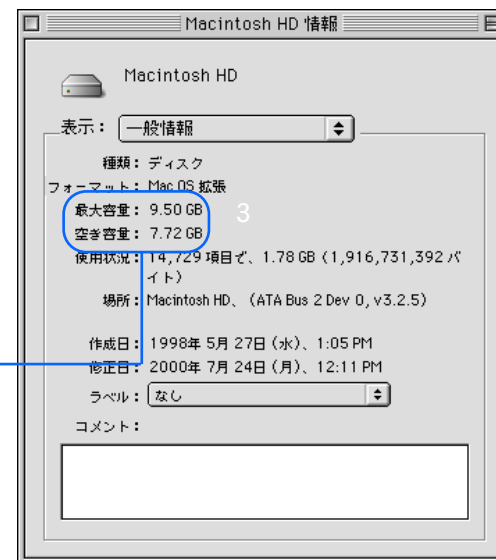 Macintosh HD 情報
Macintosh HD
表示： 一般情報
種類： ディスク
フォーマット： Mac OS 拡張
最大容量： 9.50 GB
3
空き容量： 7.72 GB
使用状況： 14,729 項目で、1.78 GB（1,916,731,392 バ
イト）
場所： Macintosh HD、（ATA Bus 2 Dev 0, v3.2.5）
作成日： 1998年 5月 27日（水）、1:05 PM
修正日： 2000年 7月 24日（月）、12:11 PM
ラベル： なし
コメント：